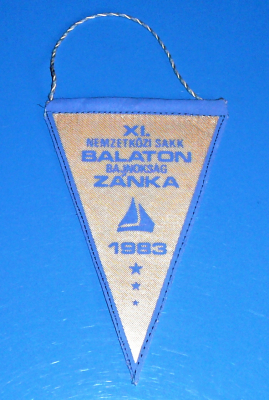 XI.
NEMZETKÖZI SAKK
BALATON
BAJNOKSÁG
ZÁNKA
1983